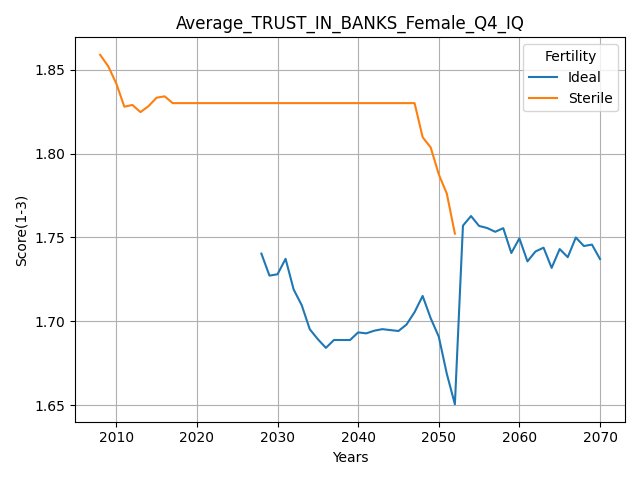 Average_TRUST_IN_BANKS_Female_Q4_IQ
Fertility
Ideal
Sterile
Score(1-3)
1.85
1.80
1.75
1.70
1.65
2010 2020 2030 2040 2050 2060 2070
Years